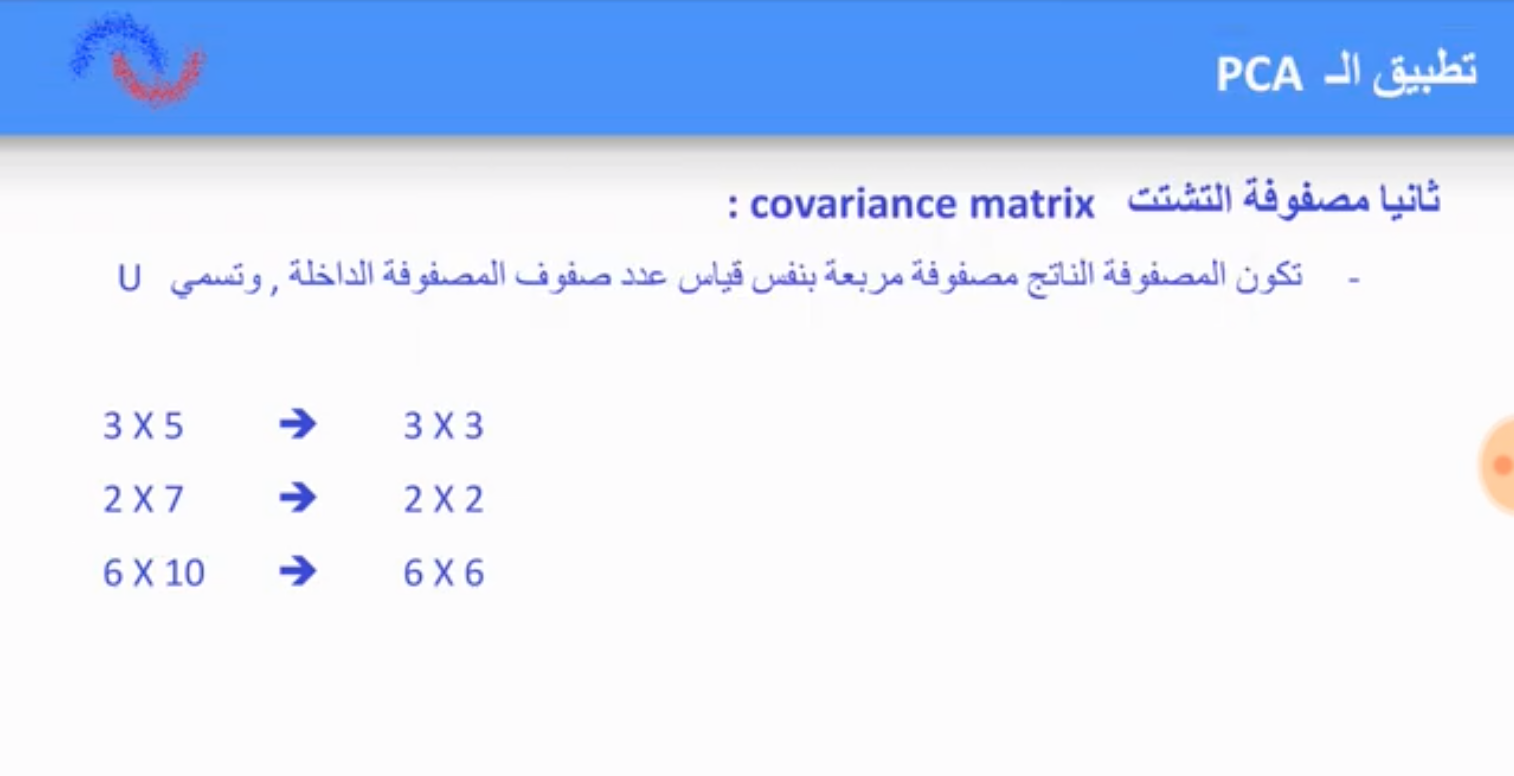 تطبيق الـ PCA
ثانيا مصفوفة التشتت covariance matrix :
- تكون المصفوفة الناتج مصفوفة مربعة بنفس قياس عدد صفوف المصفوفة الداخلة , وتسمي U
3 X 5 ➔ 3 X 3
2 X 7 ➔ 2 X 2
6 X 10 ➔ 6 X 6